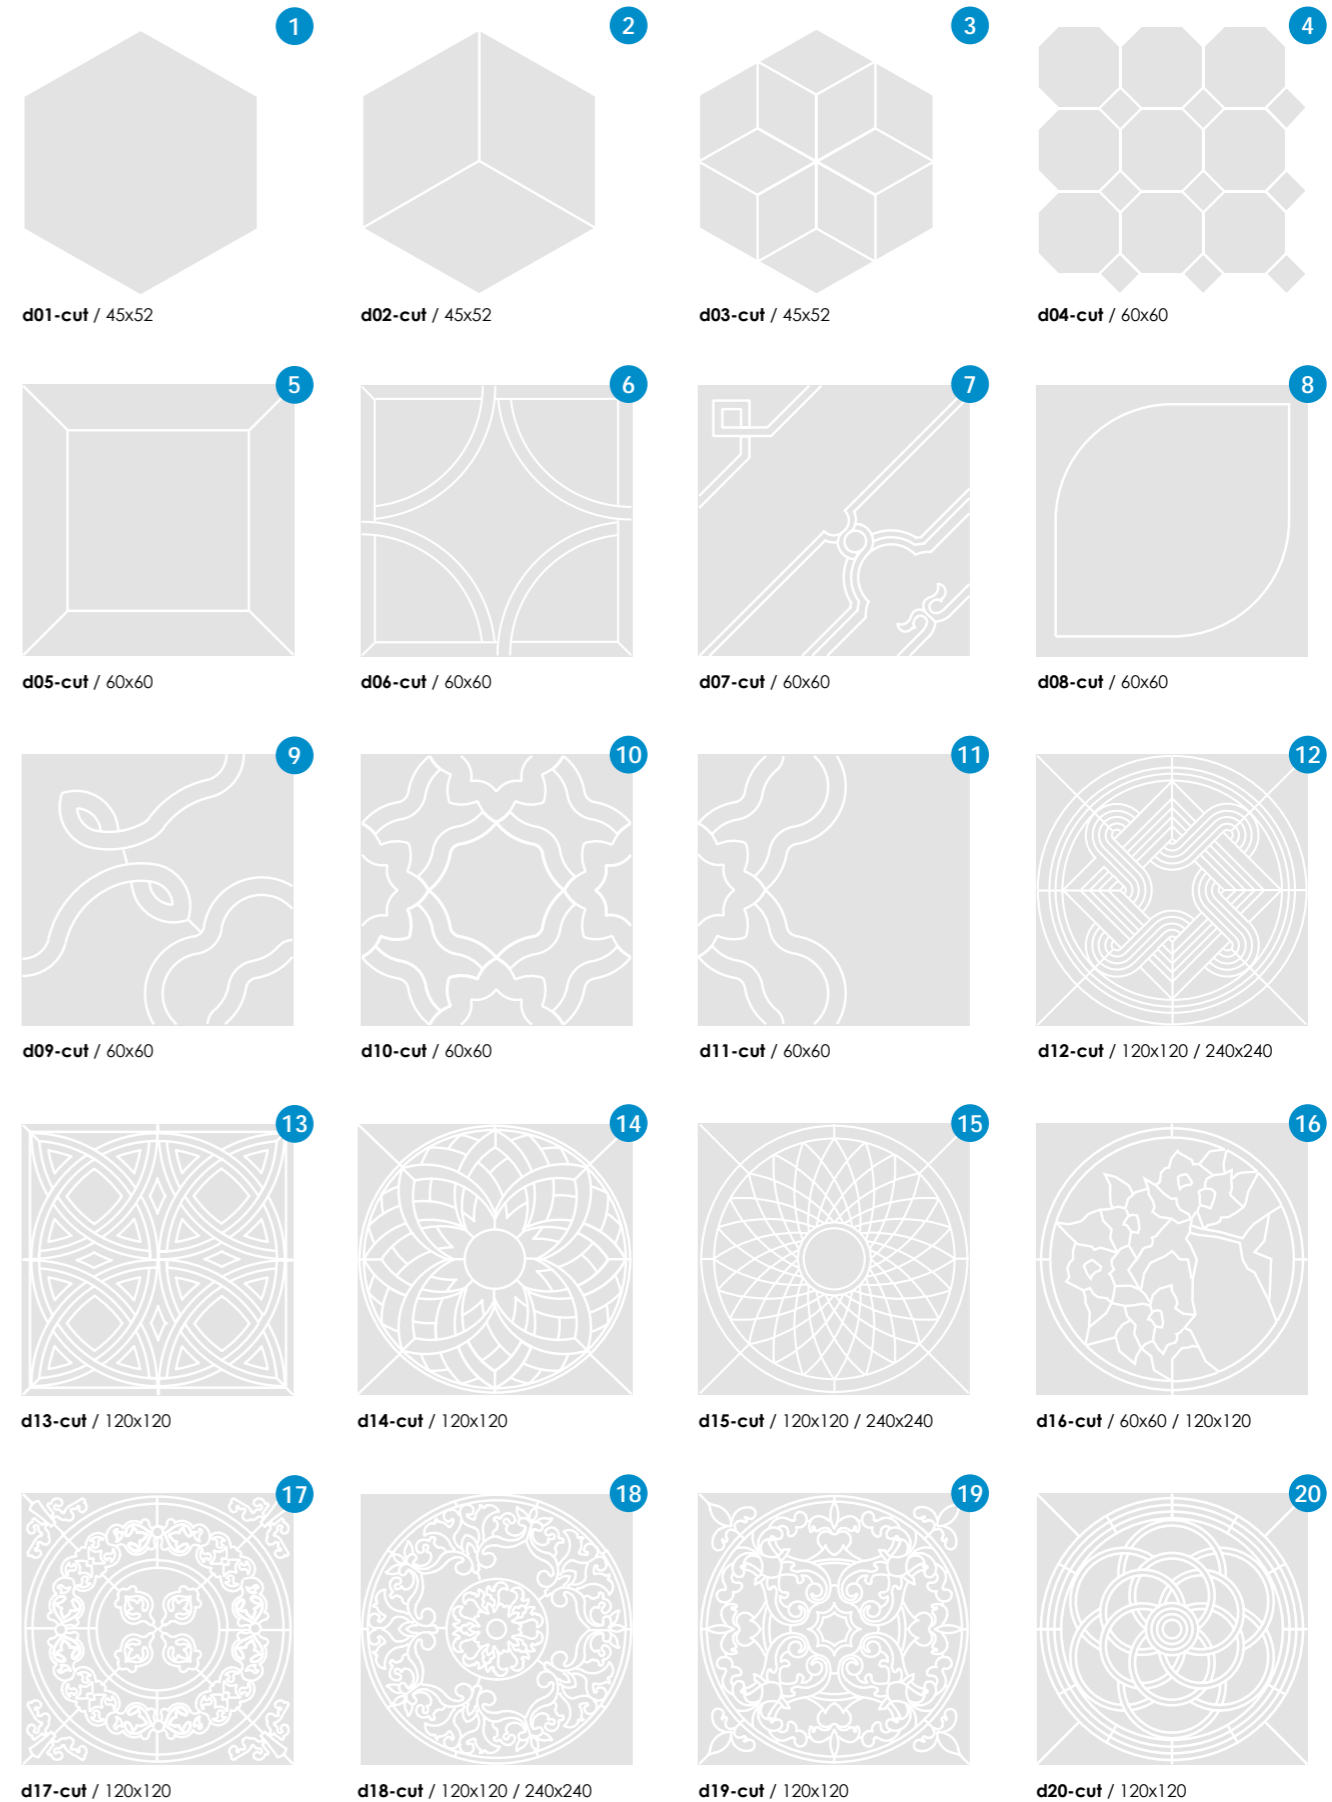 1 2 3 4
d01-cut / 45x52 d02-cut / 45x52 d03-cut / 45x52 d04-cut / 60x60
5 6 7 8
d05-cut / 60x60 d06-cut / 60x60 d07-cut / 60x60 d08-cut / 60x60
9 10 11 12
d09-cut / 60x60 d10-cut / 60x60 d11-cut / 60x60 d12-cut / 120x120 / 240x240
13 14 15 16
d13-cut / 120x120 d14-cut / 120x120 d15-cut / 120x120 / 240x240 d16-cut / 60x60 / 120x120
17 18 19 20
d17-cut / 120x120 d18-cut / 120x120 / 240x240 d19-cut / 120x120 d20-cut / 120x120